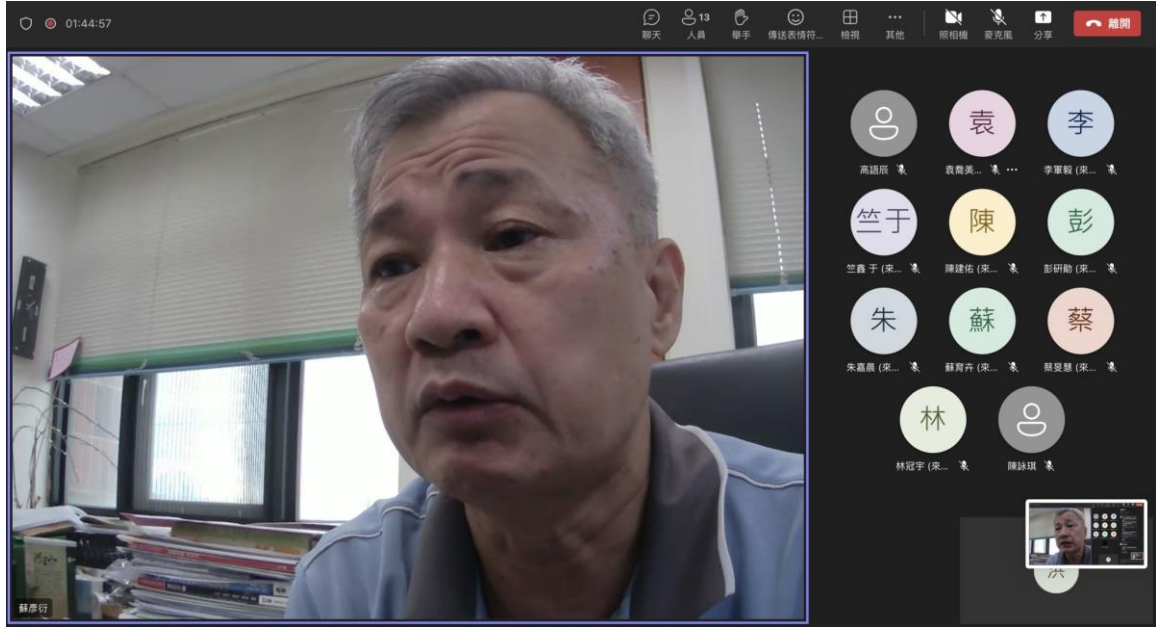 01:44:57
聊天
13
人員
舉手
傳送表情符...
檢視
其他
照相機
麥克風
分享
離開
高語辰
袁
袁喬美...
李
李軍毅 (來...
竺于
竺鑫 于 (來...
陳
陳建佑 (來...
彭
彭研勛 (來...
朱
朱嘉晨 (來...
蘇
蘇育卉 (來...
蔡
蔡旻慧 (來...
林
林冠宇 (來...
陳詠琪
洪
蘇彥衍